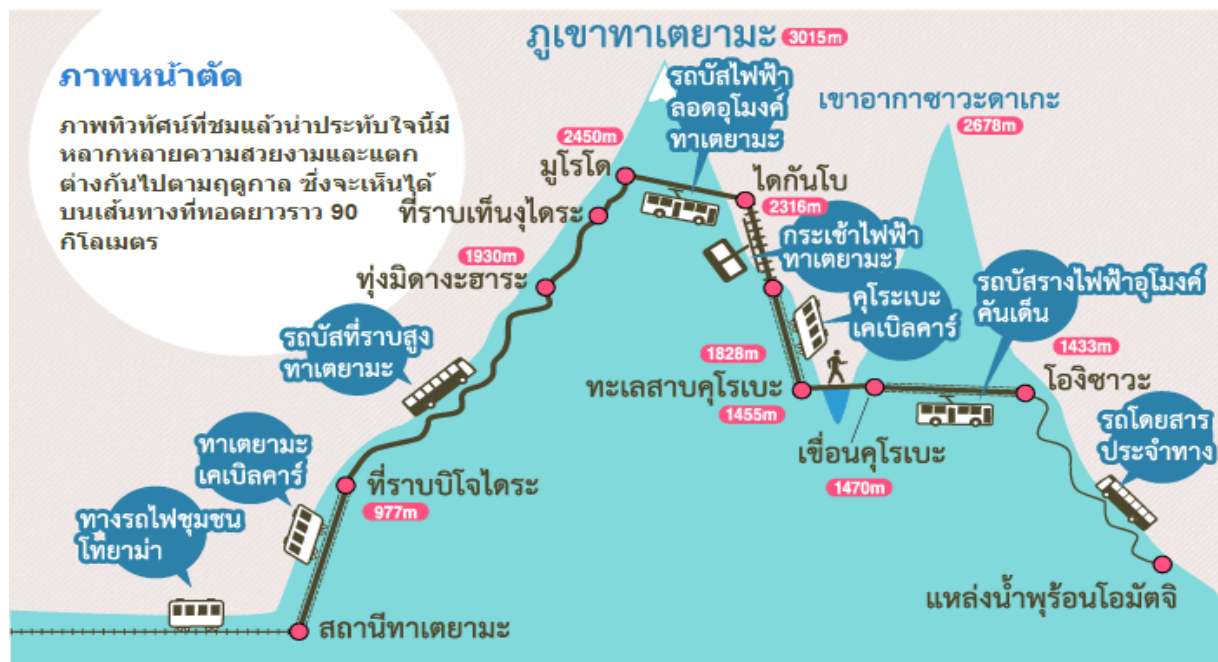 ภูเขาทาเตยามะ 3015m
ภาพหน้าตัด
ภาพทิวทัศน์ที่ชมแล้วน่าประทับใจนี้มี
หลากหลายความสวยงามและแตก
ต่างกันไปตามฤดูกาล ซึ่งจะเห็นได้
บนเส้นทางที่ทอดยาวราว 90
กิโลเมตร
รถบัสไฟฟ้า
ลอดอุโมงค์
ทาเตยามะ
เขาอากาซาวะดาเกะ
2678m
2450m
มูโรโด
ไดกันโบ
2316m
ที่ราบเท็นงุไดระ
กระเช้าไฟฟ้า
ทาเตยามะ
1930m
ทุ่งมิดางะฮาระ
รถบัสรางไฟฟ้าอุโมงค์
คันเด็น
คุโระเบะ
เคเบิลคาร์
รถบัสที่ราบสูง
ทาเตยามะ
1828m
1433m
ทะเลสาบคุโรเบะ
1455m
โองิซาวะ
รถโดยสาร
ประจำทาง
ทาเตยามะ
เคเบิลคาร์
เขื่อนคุโรเบะ
1470m
ที่ราบบิโจไดระ
977m
ทางรถไฟชุมชน
โทยาม่า
แหล่งน้ำพุร้อนโอมัตจิ
สถานีทาเตยามะ